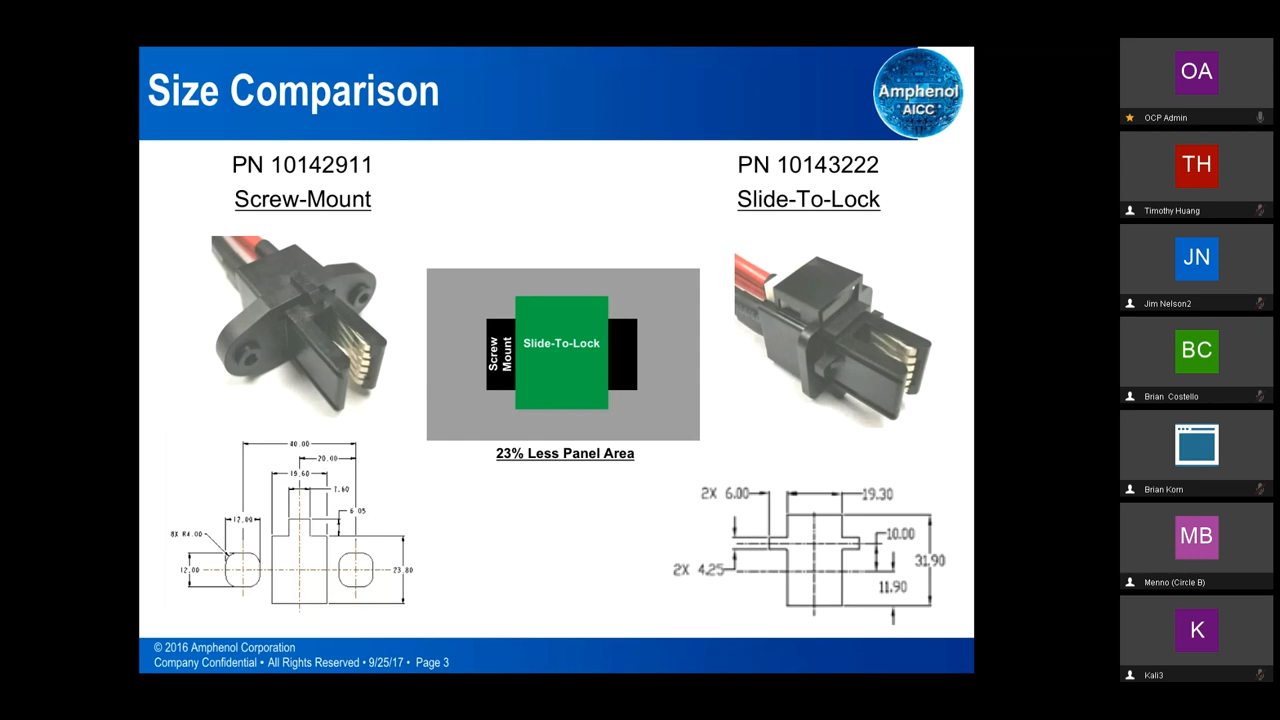 Size Comparison
Amphenol
AICC
PN 10142911
Screw-Mount
PN 10143222
Slide-To-Lock
Screw
Mount
Slide-To-Lock
23% Less Panel Area
40.00
20.00
19.60
7.60
6.05
12.00
8X R4.00
12.00
23.80
2X 6.00
19.30
10.00
31.90
2X 4.25
11.90
© 2016 Amphenol Corporation
Company Confidential • All Rights Reserved • 9/25/17 • Page 3
OA
OCP Admin
TH
Timothy Huang
JN
Jim Nelson2
BC
Brian Costello
Brian Korn
MB
Menno (Circle B)
K
Kali3